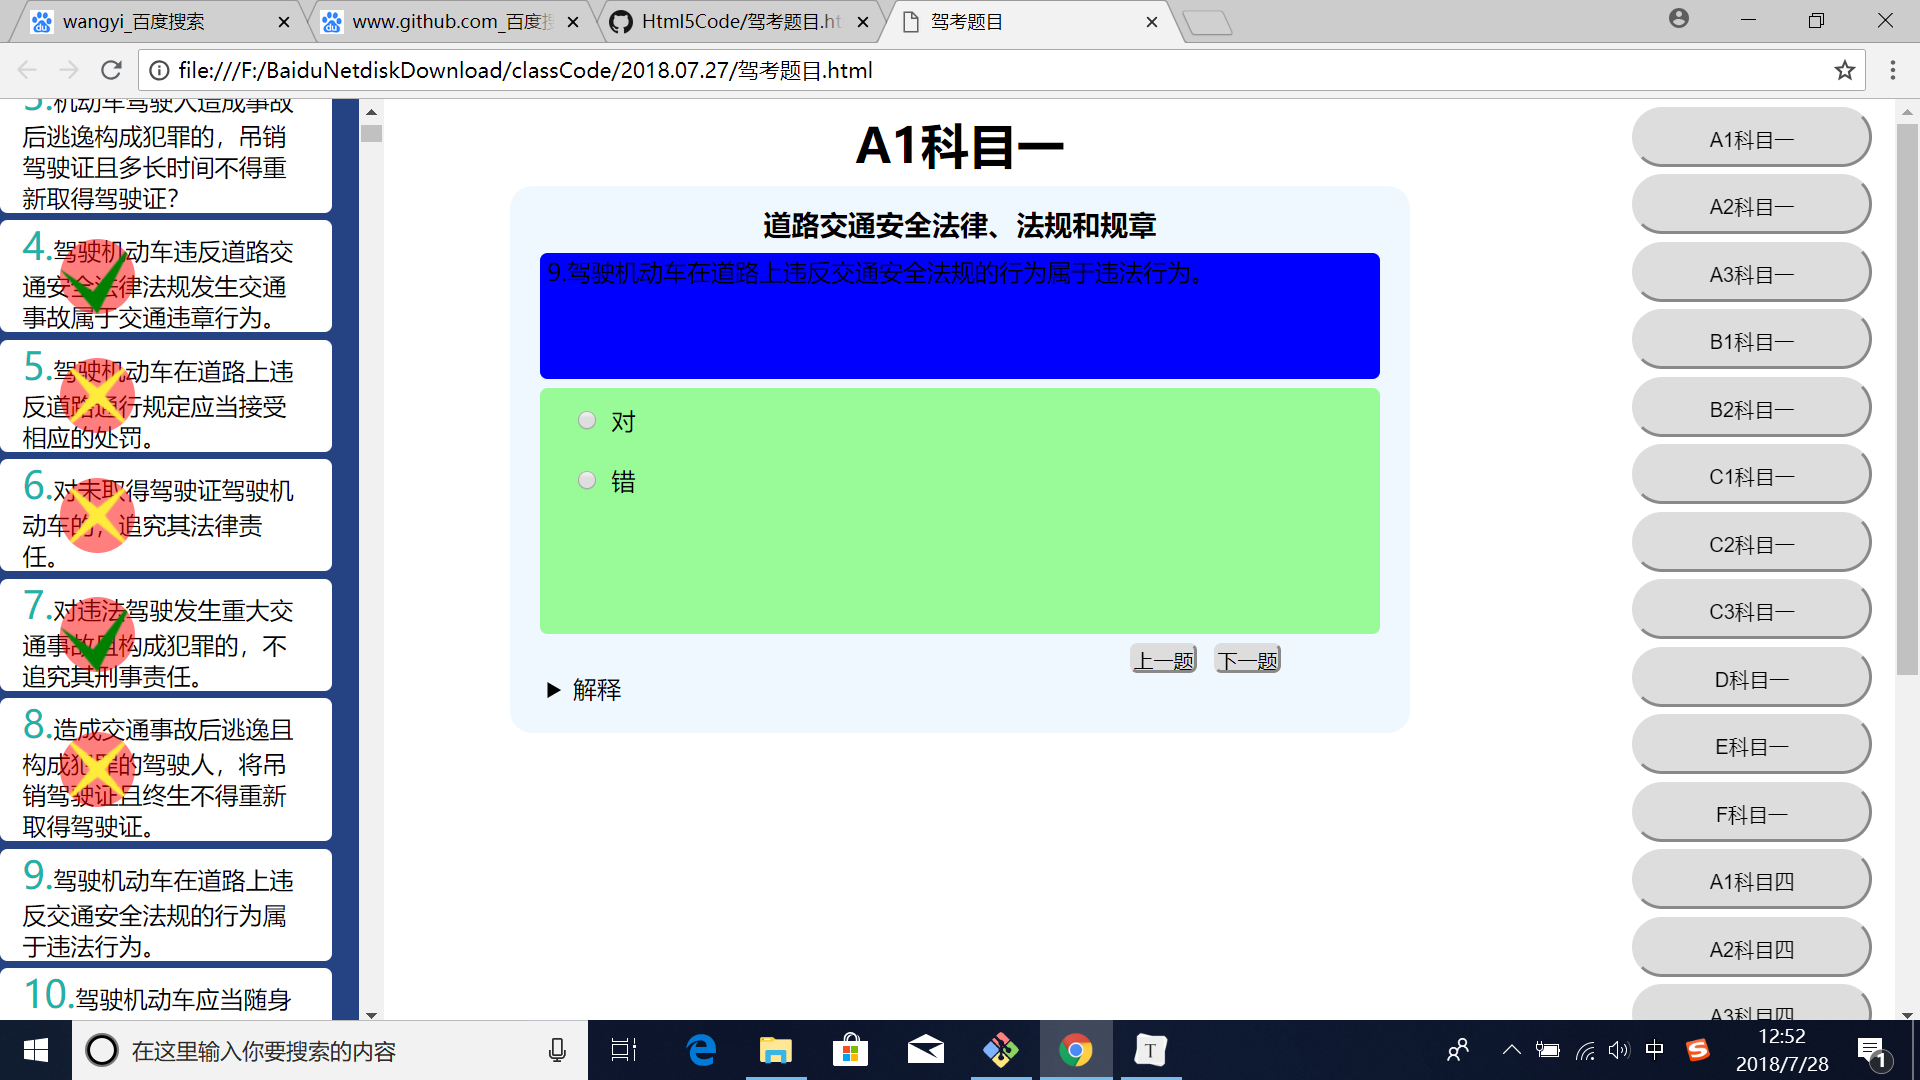 wangyi_百度搜索
www.github.com_百度搜
Html5Code/驾考题目.ht
驾考题目
file:///F:/BaiduNetdiskDownload/classCode/2018.07.27/驾考题目.html
3.机动车驾驶人造成事故
后逃逸构成犯罪的，吊销
驾驶证且多长时间不得重
新取得驾驶证?
4.驾驶机动车违反道路交
通安全法律法规发生交通
事故属于交通违章行为。
5.驾驶机动车在道路上违
反道路通行规定应当接受
相应的处罚。
6.对未取得驾驶证驾驶机
动车的，追究其法律责
任。
7.对违法驾驶发生重大交
通事故且构成犯罪的，不
追究其刑事责任。
8.造成交通事故后逃逸且
构成犯罪的驾驶人，将吊
销驾驶证且终生不得重新
取得驾驶证。
9.驾驶机动车在道路上违
反交通安全法规的行为属
于违法行为。
10.驾驶机动车应当随身
A1科目一
道路交通安全法律、法规和规章
9.驾驶机动车在道路上违反交通安全法规的行为属于违法行为。
对
错
上一题
下一题
解释
A1科目一
A2科目一
A3科目一
B1科目一
B2科目一
C1科目一
C2科目一
C3科目一
D科目一
E科目一
F科目一
A1科目四
A2科目四
A3科目四
在这里输入你要搜索的内容
T
中
S
12:52
2018/7/28
1